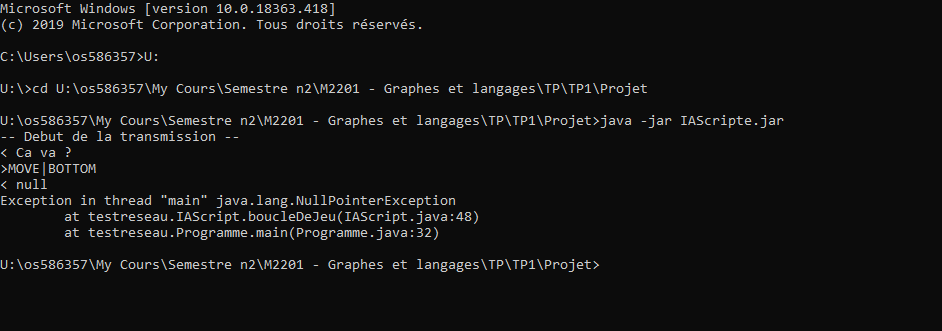 Microsoft Windows [version 10.0.18363.418]
(c) 2019 Microsoft Corporation. Tous droits réservés.
C:\Users\os586357>U:
U:\>cd U:\os586357\My Cours\Semestre n2\M2201 - Graphes et langages\TP\TP1\Projet
U:\os586357\My Cours\Semestre n2\M2201 - Graphes et langages\TP\TP1\Projet>java -jar IAScripte.jar
-- Debut de la transmission --
< Ca va ?
>MOVE|BOTTOM
< null
Exception in thread "main" java.lang.NullPointerException
        at testreseau.IAScript.boucleDeJeu(IAScript.java:48)
        at testreseau.Programme.main(Programme.java:32)
U:\os586357\My Cours\Semestre n2\M2201 - Graphes et langages\TP\TP1\Projet>